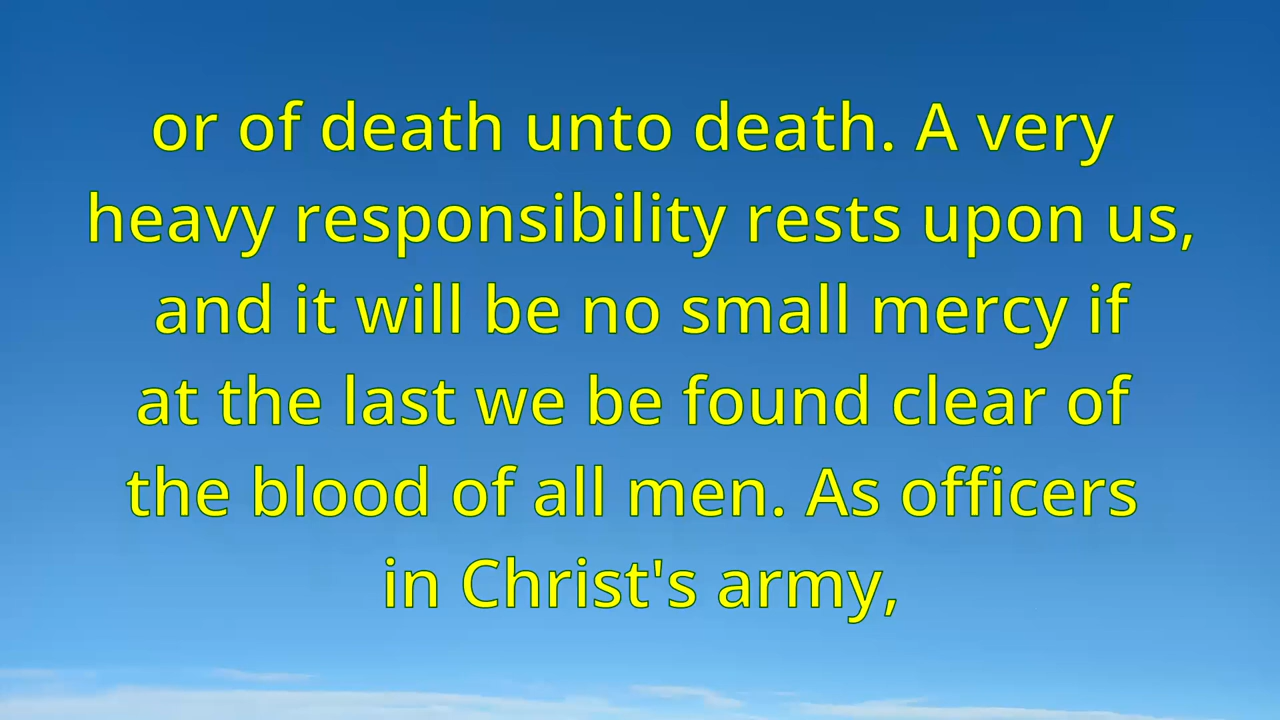 or of death unto death. A very
heavy responsibility rests upon us,
and it will be no small mercy if
at the last we be found clear of
the blood of all men. As officers
in Christ's army,